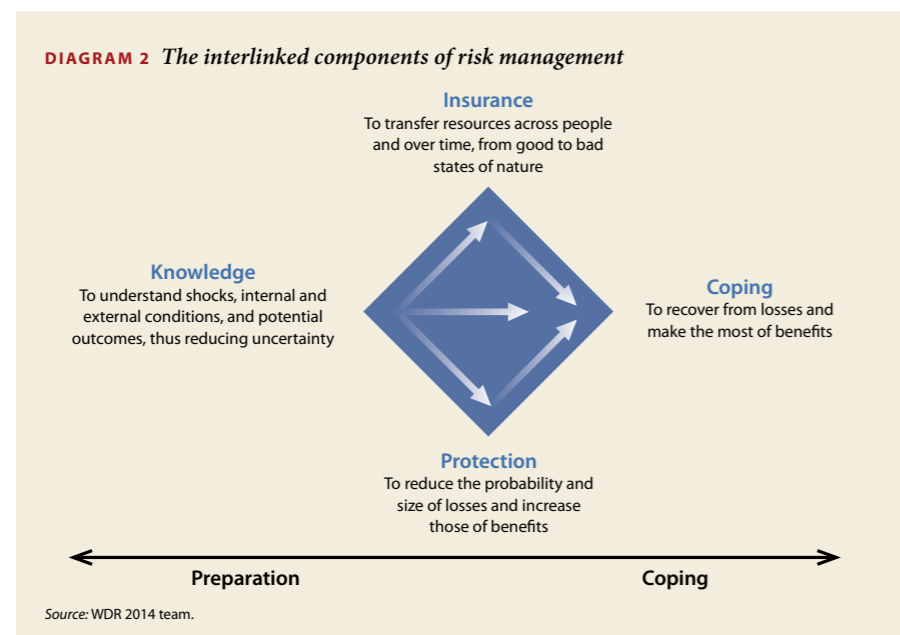 DIAGRAM 2 The interlinked components of risk management
Insurance
To transfer resources across people
and over time, from good to bad
states of nature
Knowledge
To understand shocks, internal and
external conditions, and potential
outcomes, thus reducing uncertainty
Coping
To recover from losses and
make the most of benefits
Protection
To reduce the probability and
size of losses and increase
those of benefits
Preparation
Coping
Source: WDR 2014 team.